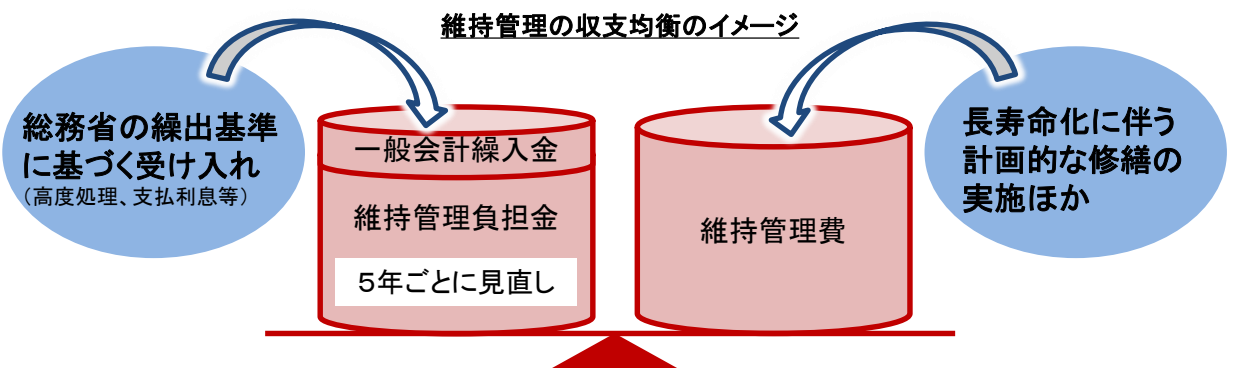 維持管理の収支均衡のイメージ
総務省の繰出基準
に基づく受け入れ
(高度処理、支払利息等)
一般会計繰入金
維持管理負担金
５年ごとに見直し
維持管理費
長寿命化に伴う
計画的な修繕の
実施ほか